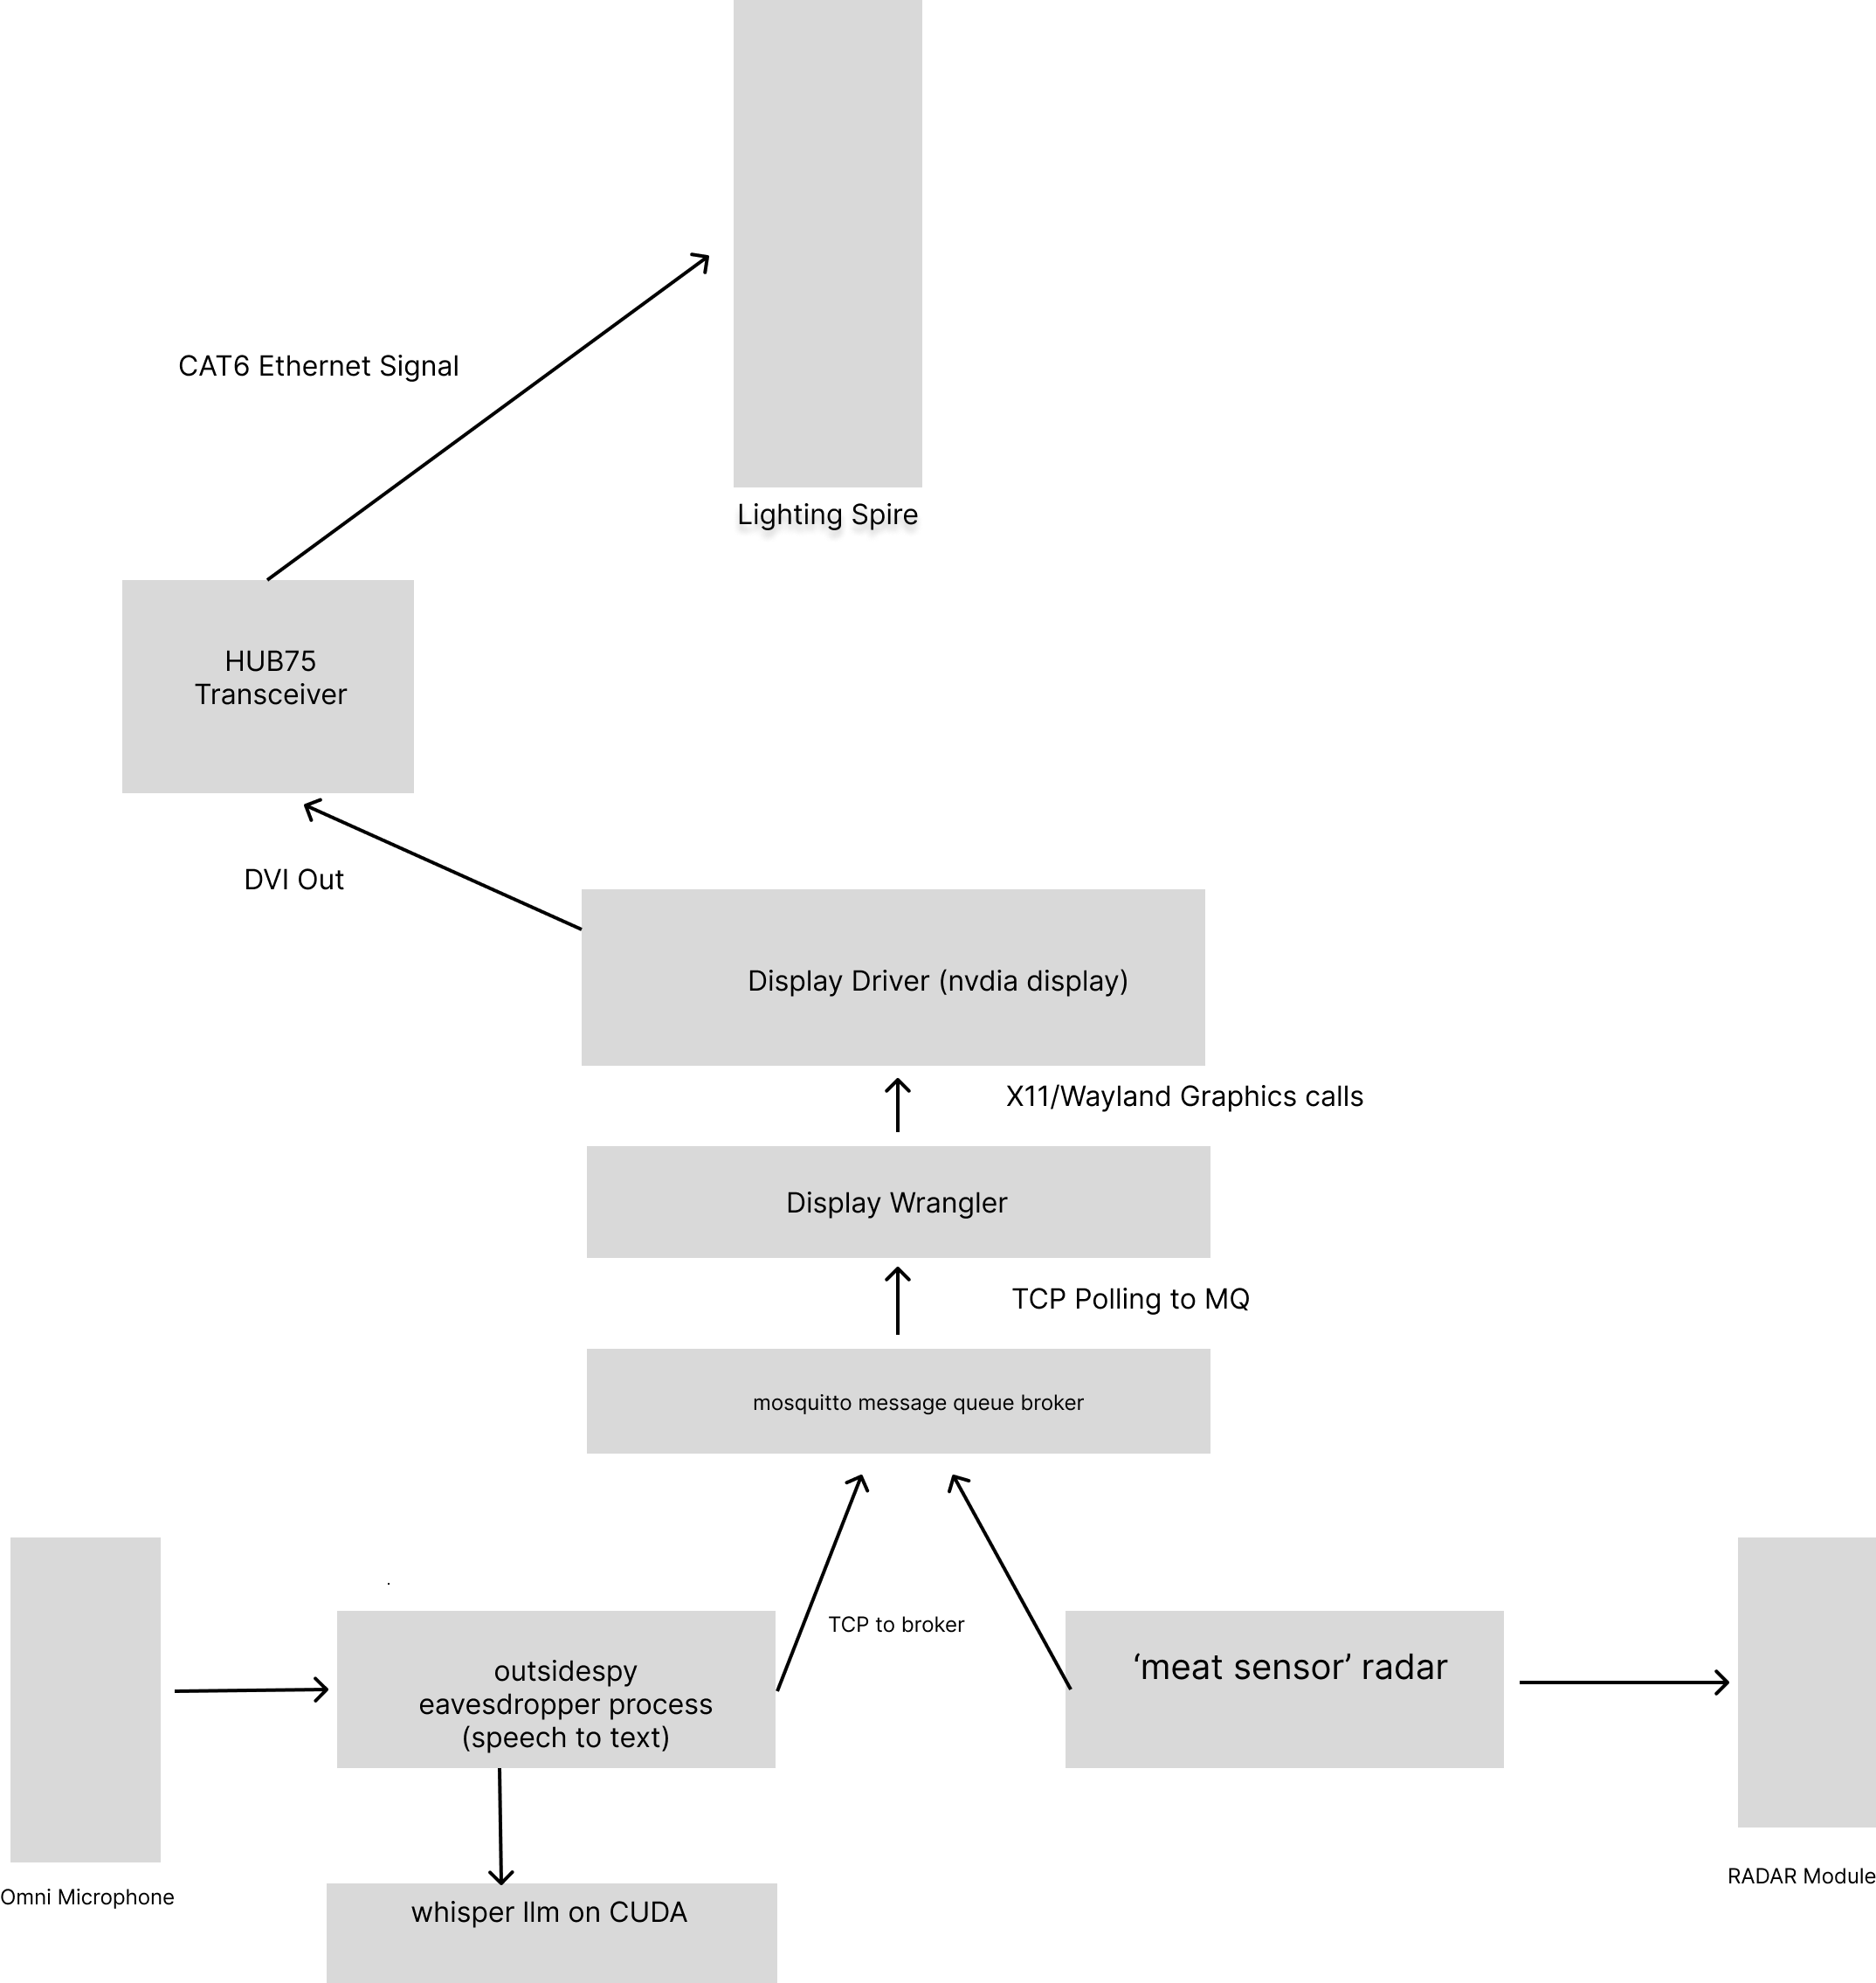 CAT6 Ethernet Signal
Lighting Spire
HUB75
Transceiver
DVI Out
Display Driver (nvdia display)
X11/Wayland Graphics calls
Display Wrangler
TCP Polling to MQ
mosquitto message queue broker
TCP to broker
outsidespy
eavesdropper process
(speech to text)
‘meat sensor’ radar
Omni Microphone
RADAR Module
whisper llm on CUDA